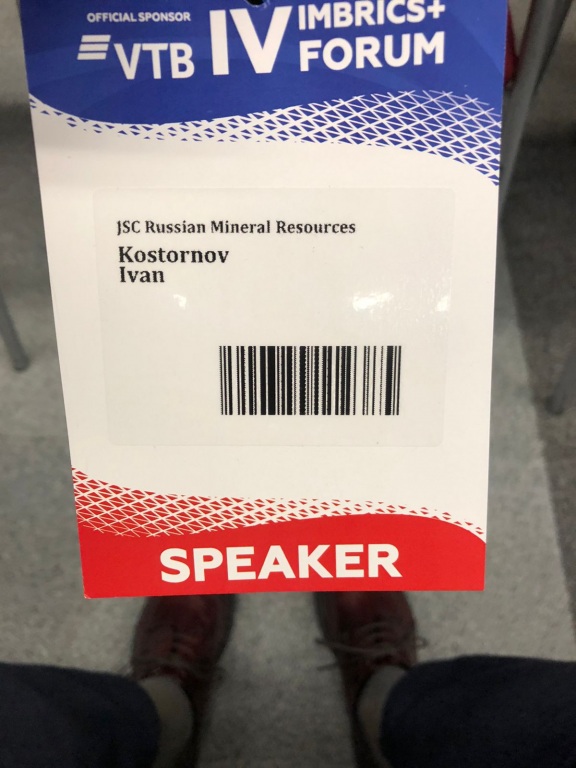 OFFICIAL SPONSOR
VTB
IV IMBRICS+
FORUM
JSC Russian Mineral Resources
Kostornov
Ivan
SPEAKER